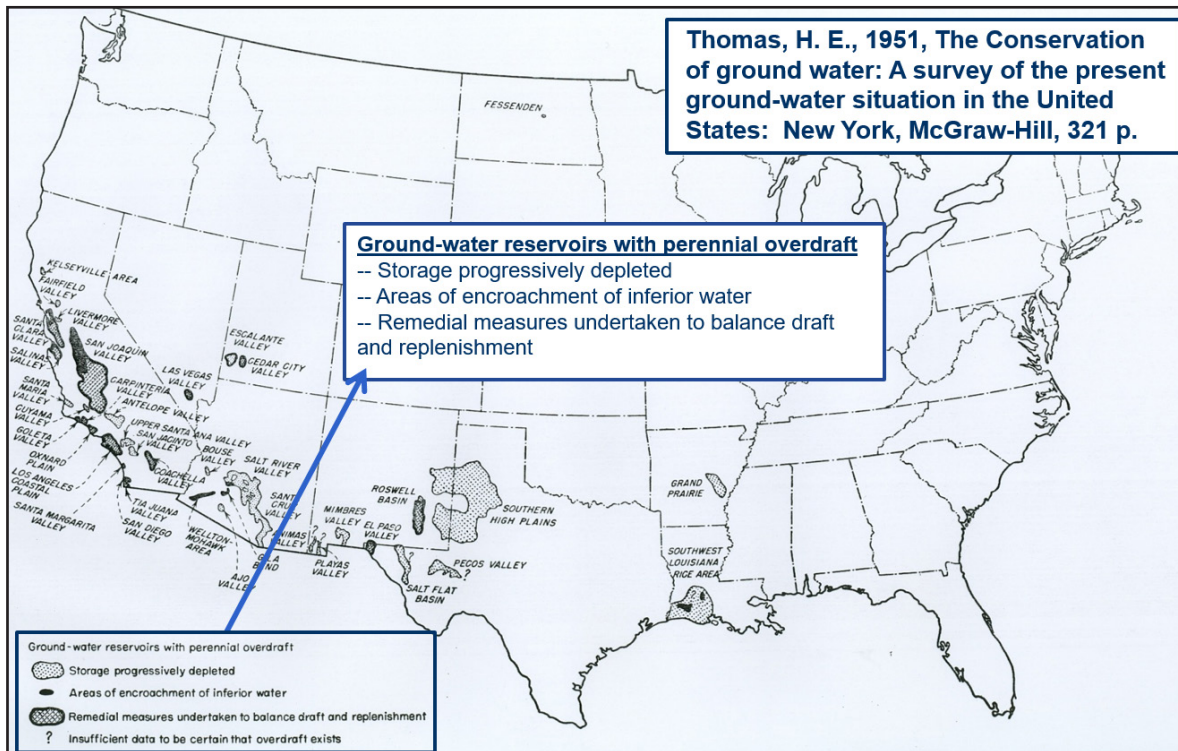 Thomas, H. E., 1951, The Conservation
of ground water: A survey of the present
ground-water situation in the United
States:  New York, McGraw-Hill, 321 p.
FESSENDEN
Ground-water reservoirs with perennial overdraft
-- Storage progressively depleted
-- Areas of encroachment of inferior water
-- Remedial measures undertaken to balance draft
and replenishment
KELSEYVILLE AREA
FAIRFIELD
VALLEY
LIVERMORE
VALLEY
SANTA
CLARA
VALLEY
SAN JOAQUIN
VALLEY
SALINAS
VALLEY
ESCALANTE
VALLEY
CEDAR CITY
VALLEY
LAS VEGAS
VALLEY
CARPINTERIA
VALLEY
ANTELOPE VALLEY
SANTA
MARIA
VALLEY
CUYAMA
VALLEY
GOLETA
VALLEY
UPPER SANTA ANA VALLEY
SAN JACINTO
VALLEY
BOUSE
VALLEY
SALT RIVER
VALLEY
OXNARD
PLAIN
COACHELLA
VALLEY
LOS ANGELES
COASTAL
PLAIN
SANTA MARGARITA
VALLEY
TIA JUANA
VALLEY
SAN DIEGO
VALLEY
WELLTON-
MOHAWK
AREA
AJO
VALLEY
GILA
BEND
SANTA
CRUZ
VALLEY
ANIMAS
VALLEY
PLAYAS
VALLEY
MIMBRES
VALLEY
EL PASO
VALLEY
ROSWELL
BASIN
SOUTHERN
HIGH PLAINS
SALT FLAT
BASIN
PECOS VALLEY
?
GRAND
PRAIRIE
SOUTHWEST
LOUISIANA
RICE AREA
Ground-water reservoirs with perennial overdraft
Storage progressively depleted
Areas of encroachment of inferior water
Remedial measures undertaken to balance draft and replenishment
? Insufficient data to be certain that overdraft exists